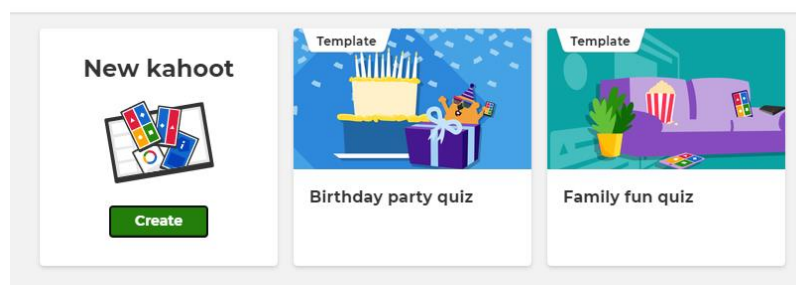 New kahoot
Create
Template
Birthday party quiz
Template
Family fun quiz